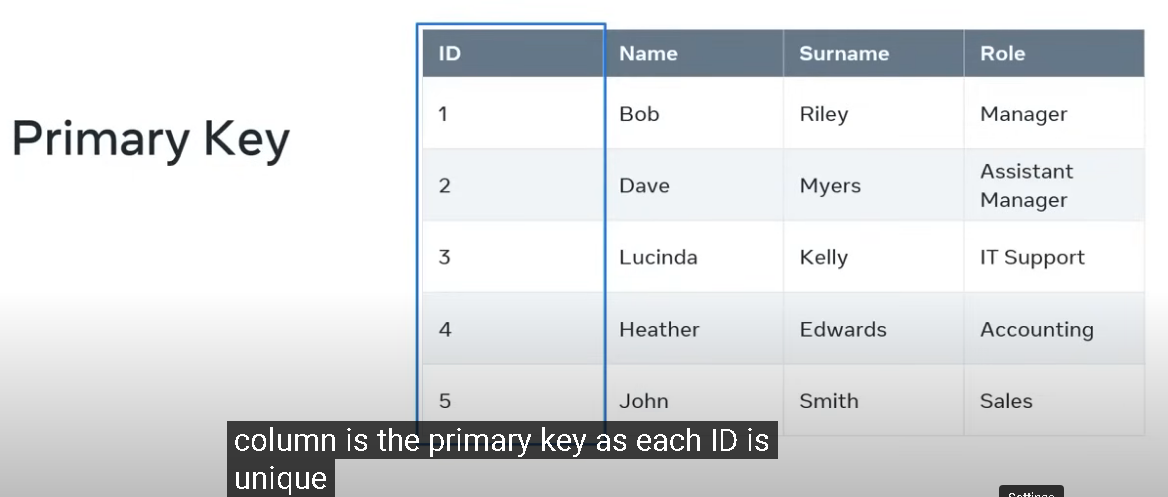 Primary Key
ID Name Surname Role
1 Bob Riley Manager
2 Dave Myers Assistant Manager
3 Lucinda Kelly IT Support
4 Heather Edwards Accounting
5 John Smith Sales
column is the primary key as each ID is
unique
Settings